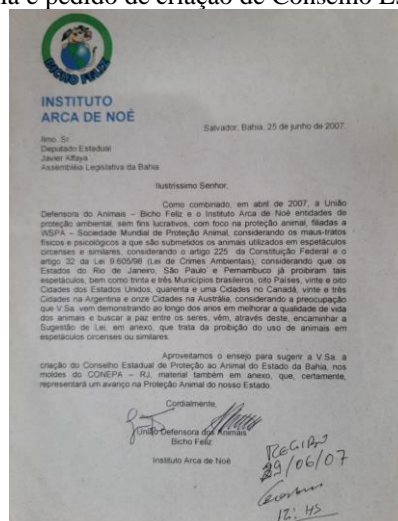 a e pedido de criação de Conselho Es
BICHO FELIZ
INSTITUTO
ARCA DE NOÉ
Salvador, Bahia, 25 de junho de 2007.
Ilmo. Sr.
Deputado Estadual
Javier Alfaya
Assembléia Legislativa da Bahia
Ilustríssimo Senhor,
Como combinado, em abril de 2007, a União
Defensora do Animais – Bicho Feliz e o Instituto Arca de Noé entidades de
proteção ambiental, sem fins lucrativos, com foco na proteção animal, filiadas a
WSPA – Sociedade Mundial de Proteção Animal, considerando os maus-tratos
físicos e psicológicos a que são submetidos os animais utilizados em espetáculos
circenses e similares, considerando o artigo 225 da Constituição Federal e o
artigo 32 da Lei 9.605/98 (Lei de Crimes Ambientais), considerando que os
Estados do Rio de Janeiro, São Paulo e Pernambuco já proibiram tais
espetáculos, bem como trinta e três Municípios brasileiros, oito Países, vinte e oito
Cidades dos Estados Unidos, quarenta e uma Cidades no Canadá, vinte e três
Cidades na Argentina e onze Cidades na Austrália, considerando a preocupação
que V.Sa. vem demonstrando ao longo dos anos em melhorar a qualidade de vida
dos animais e buscar a paz entre os seres, vêm, através deste, encaminhar a
Sugestão de Lei, em anexo, que trata da proibição do uso de animais em
espetáculos circenses ou similares.
Aproveitamos o ensejo para sugerir a V.Sa. a
criação do Conselho Estadual de Proteção ao Animal do Estado da Bahia, nos
moldes do CONEPA – RJ, material também em anexo, que, certamente,
representará um avanço na Proteção Animal do nosso Estado.
Cordialmente,
União Defensora dos Animais
Bicho Feliz
Instituto Arca de Noé
29/06/07
12: HS